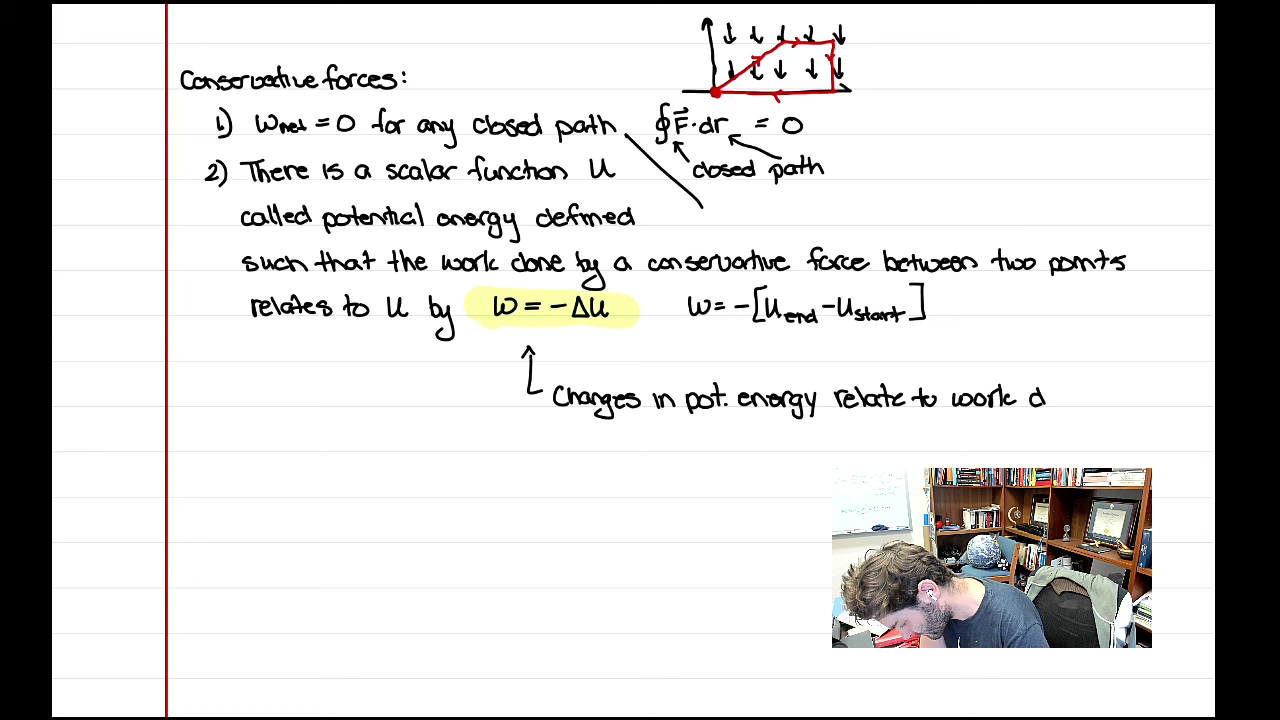 Conservative forces:
1) Wnet = 0 for any closed path ∮F⃗·dr = 0
closed path
2) There is a scalar function U
called potential energy defined
such that the work done by a conservative force between two points
relates to U by W = -ΔU W = -[Uend - Ustart]
Changes in pot. energy relate to work d